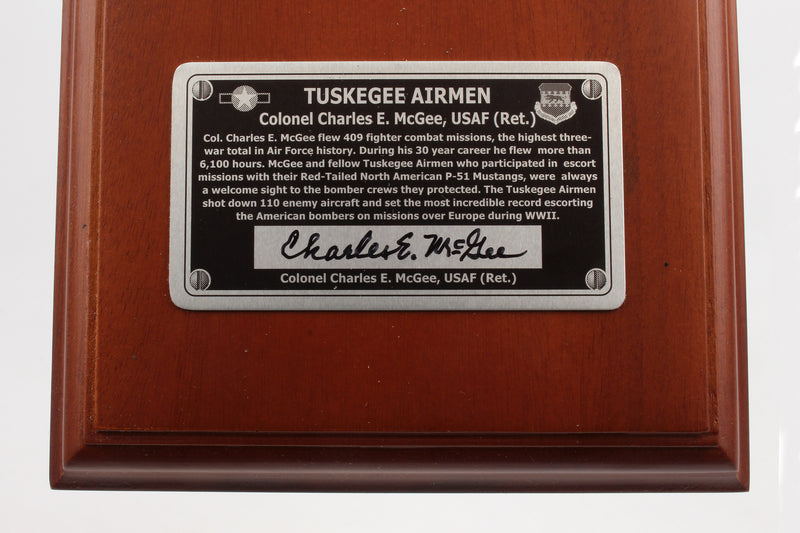 TUSKEGEE AIRMEN
Colonel Charles E. McGee, USAF (Ret.)
Col. Charles E. McGee flew 409 fighter combat missions, the highest three-
war total in Air Force history. During his 30 year career he flew more than
6,100 hours. McGee and fellow Tuskegee Airmen who participated in escort
missions with their Red-Tailed North American P-51 Mustangs, were always
a welcome sight to the bomber crews they protected. The Tuskegee Airmen
shot down 110 enemy aircraft and set the most incredible record escorting
the American bombers on missions over Europe during WWII.
Charles E. McGee
Colonel Charles E. McGee, USAF (Ret.)